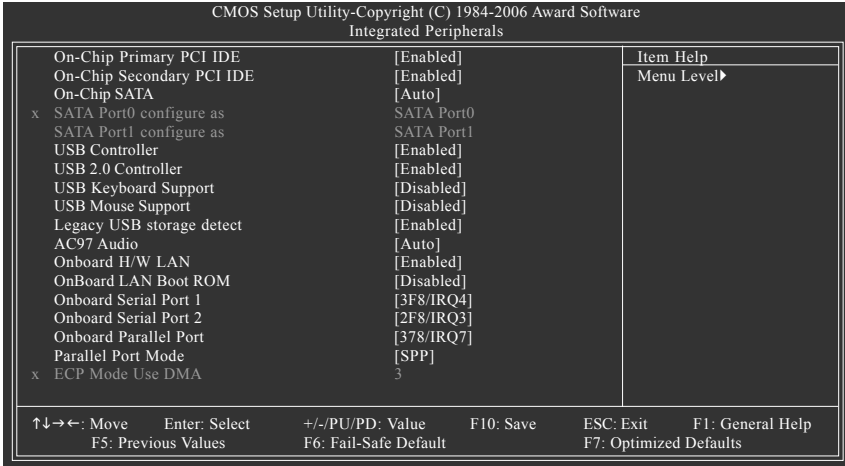 CMOS Setup Utility-Copyright (C) 1984-2006 Award Software
Integrated Peripherals
On-Chip Primary PCI IDE [Enabled] Item Help
On-Chip Secondary PCI IDE [Enabled] Menu Level▶
On-Chip SATA [Auto]
x SATA Port0 configure as SATA Port0
SATA Port1 configure as SATA Port1
USB Controller [Enabled]
USB 2.0 Controller [Enabled]
USB Keyboard Support [Disabled]
USB Mouse Support [Disabled]
Legacy USB storage detect [Enabled]
AC97 Audio [Auto]
Onboard H/W LAN [Enabled]
OnBoard LAN Boot ROM [Disabled]
Onboard Serial Port 1 [3F8/IRQ4]
Onboard Serial Port 2 [2F8/IRQ3]
Onboard Parallel Port [378/IRQ7]
Parallel Port Mode [SPP]
x ECP Mode Use DMA 3
↑↓→←: Move Enter: Select +/-/PU/PD: Value F10: Save ESC: Exit F1: General Help
F5: Previous Values F6: Fail-Safe Default F7: Optimized Defaults